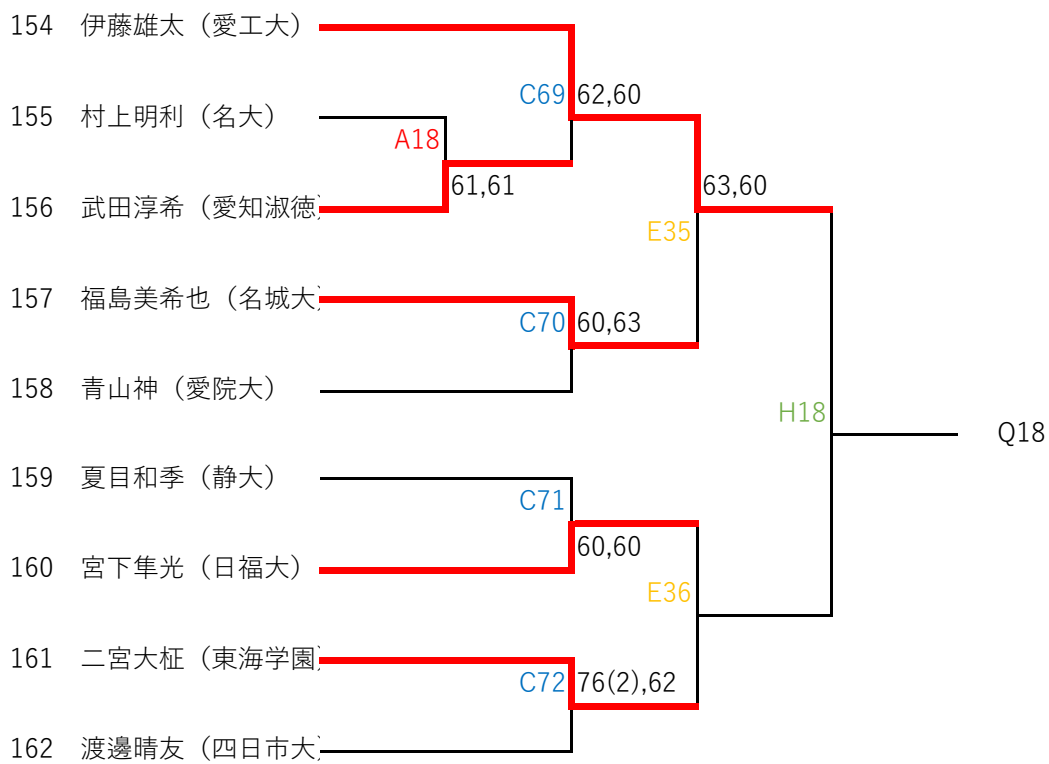 154 伊藤雄太（愛工大）
C69 62,60
155 村上明利（名大）
A18
61,61
63,60
156 武田淳希（愛知淑徳）
E35
157 福島美希也（名城大）
C70 60,63
158 青山神（愛院大）
H18
Q18
159 夏目和季（静大）
C71
60,60
160 宮下隼光（日福大）
E36
161 二宮大柾（東海学園）
C72 76(2),62
162 渡邊晴友（四日市大）